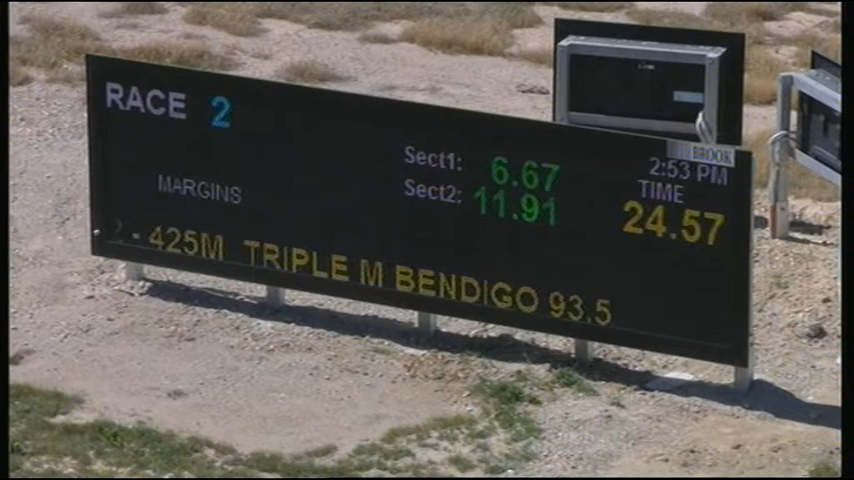 RACE 2
BROOK
2:53 PM
Sect1: 6.67
TIME
MARGINS
Sect2: 11.91
24.57
2 - 425M TRIPLE M BENDIGO 93.5